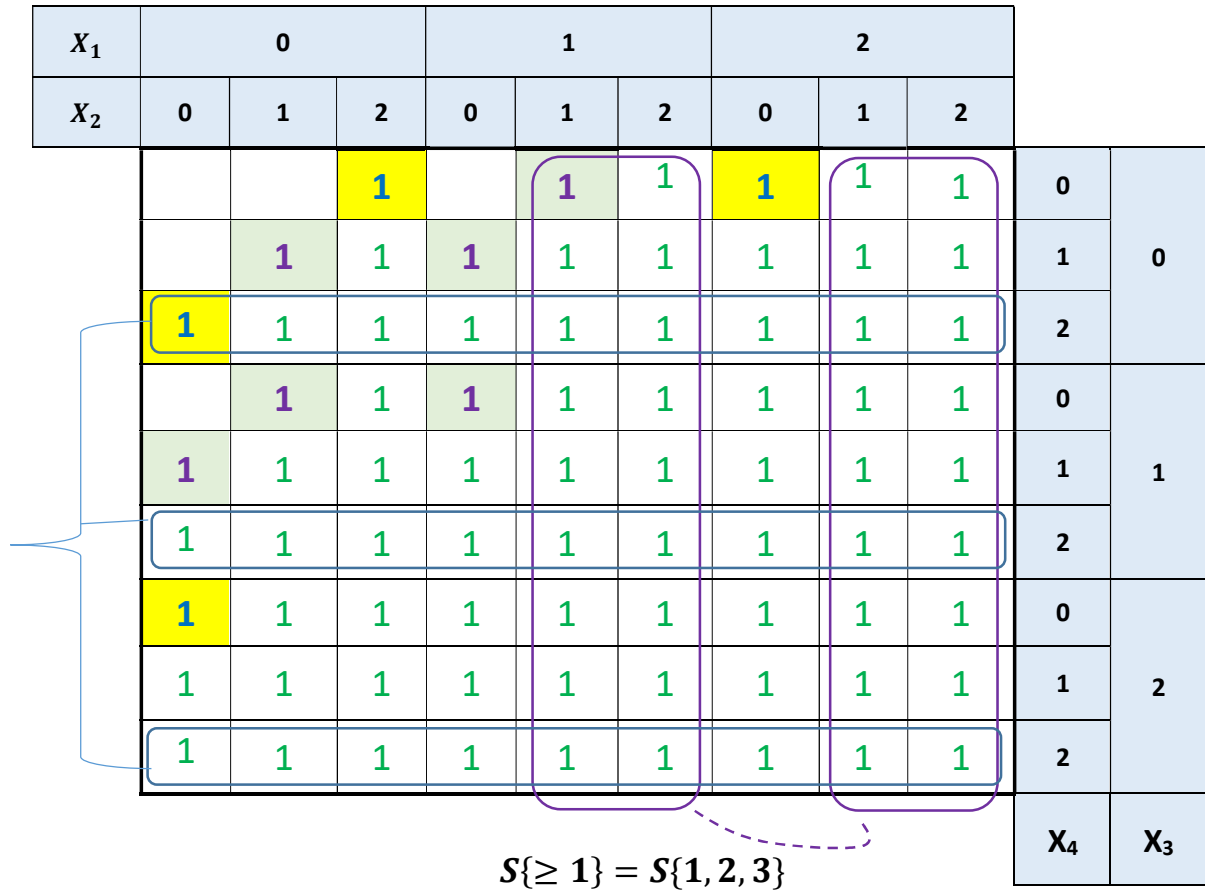 X₁ 0 1 2
X₂ 0 1 2 0 1 2 0 1 2
1 1 1 1 1 1 0
1 1 1 1 1 1 1 1 1 0
1 1 1 1 1 1 1 1 1 2
1 1 1 1 1 1 1 1 0
1 1 1 1 1 1 1 1 1 1 1
1 1 1 1 1 1 1 1 1 2
1 1 1 1 1 1 1 1 1 0
1 1 1 1 1 1 1 1 1 1 2
1 1 1 1 1 1 1 1 1 2
X₄ X₃
S{≥ 1} = S{1, 2, 3}